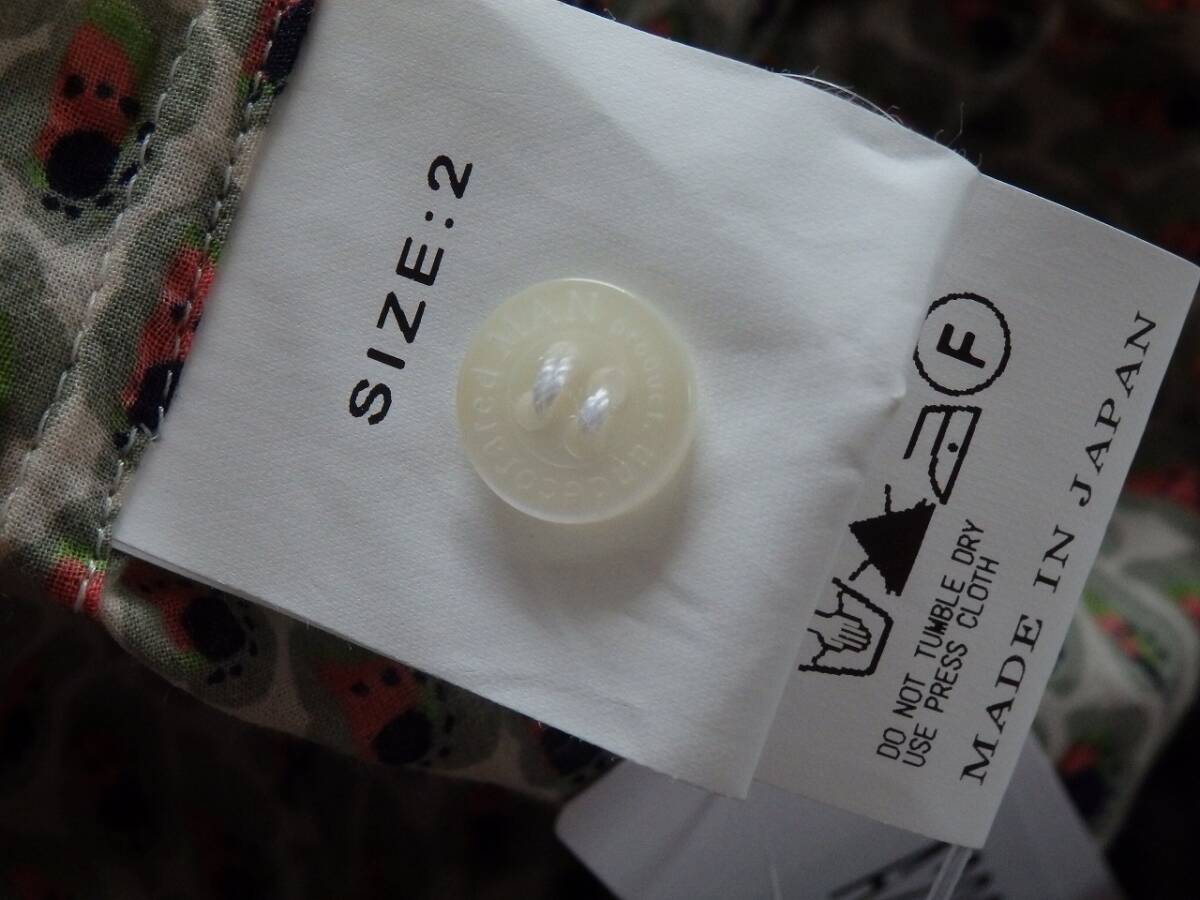 SIZE:2
F
DO NOT TUMBLE DRY
USE PRESS CLOTH
MADE IN JAPAN